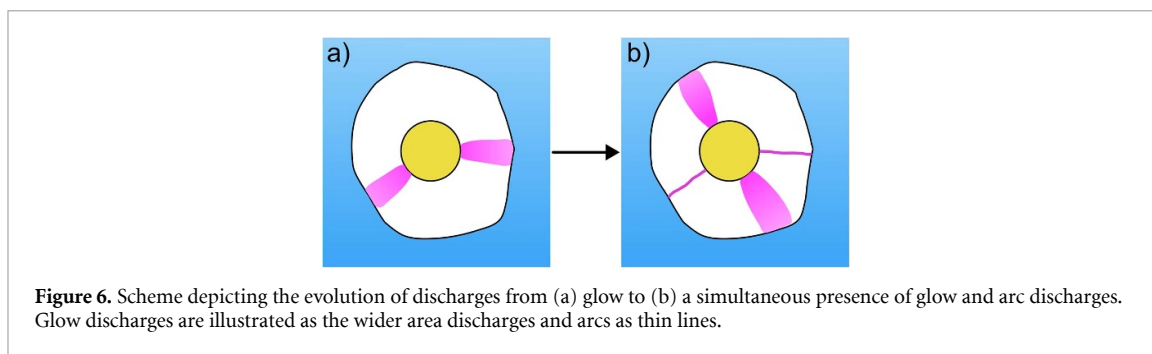 a)
b)
Figure 6. Scheme depicting the evolution of discharges from (a) glow to (b) a simultaneous presence of glow and arc discharges.
Glow discharges are illustrated as the wider area discharges and arcs as thin lines.